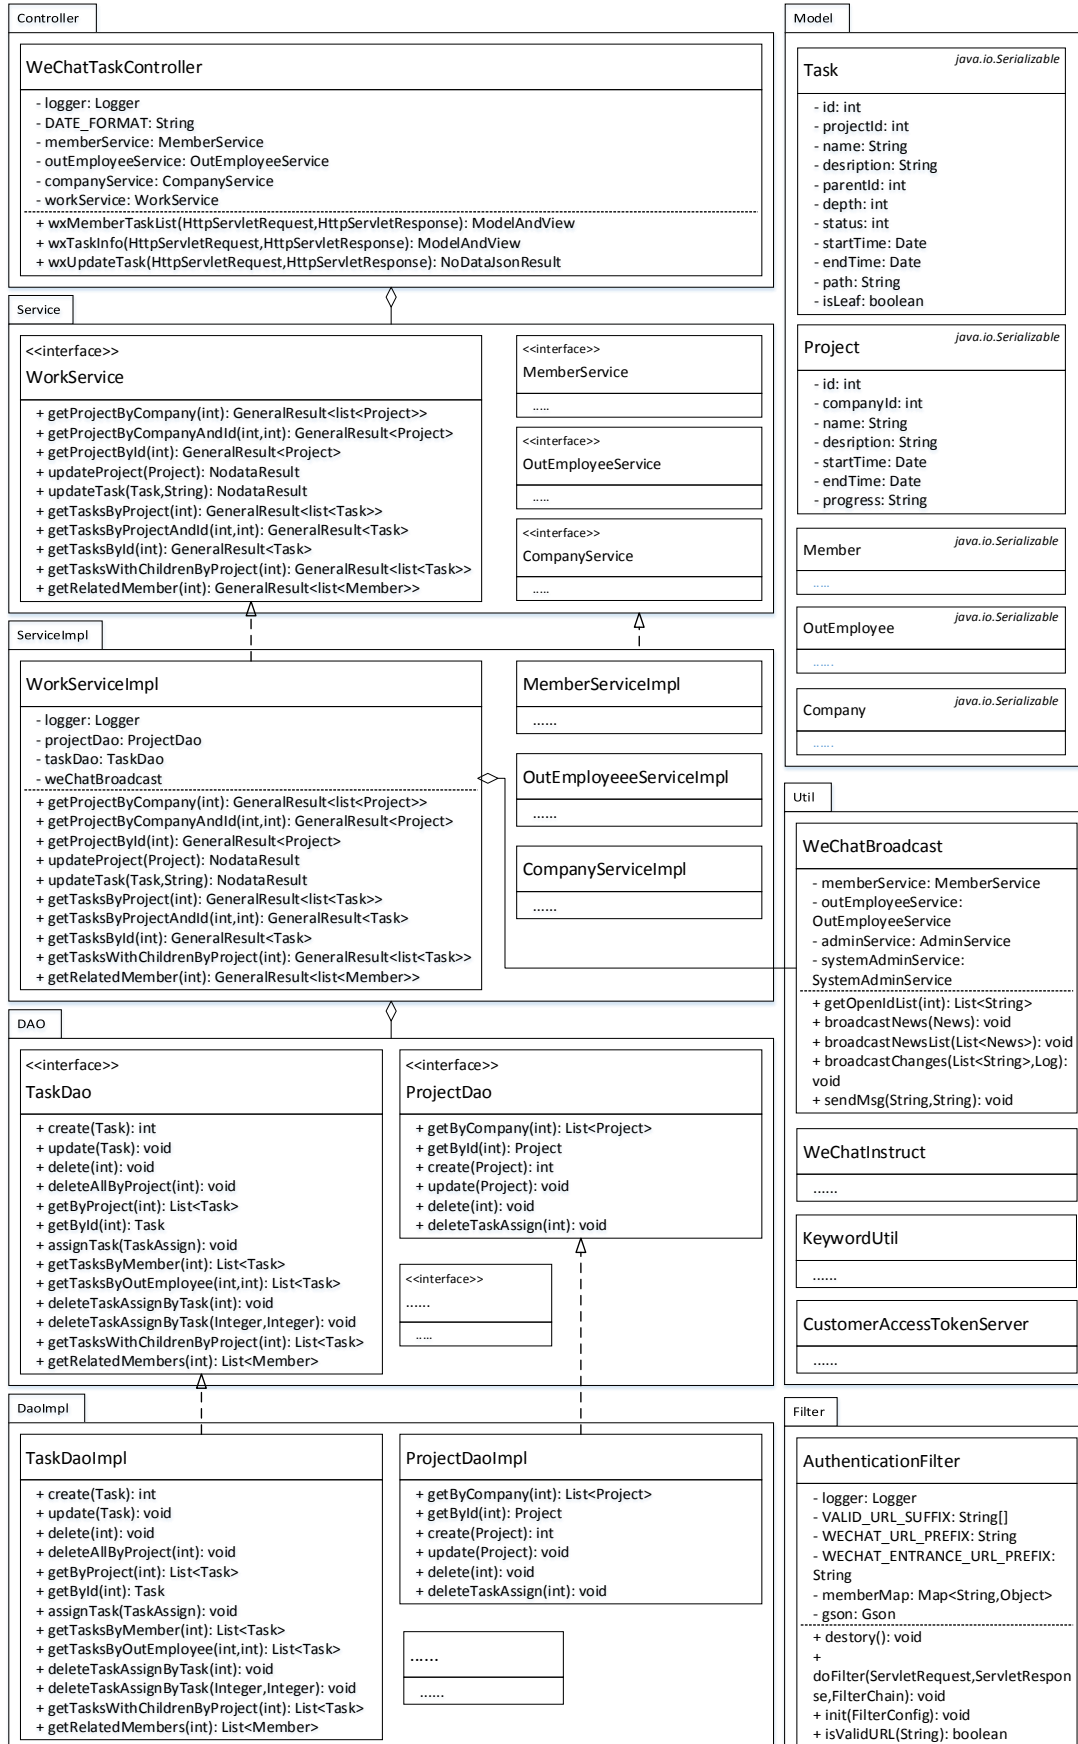 Controller
WeChatTaskController
- logger: Logger
- DATE_FORMAT: String
- memberService: MemberService
- outEmployeeService: OutEmployeeService
- companyService: CompanyService
- workService: WorkService
+ wxMemberTaskList(HttpServletRequest,HttpServletResponse): ModelAndView
+ wxTaskInfo(HttpServletRequest,HttpServletResponse): ModelAndView
+ wxUpdateTask(HttpServletRequest,HttpServletResponse): NoDataJsonResult
Service
<<interface>>
WorkService
+ getProjectByCompany(int): GeneralResult<list<Project>>
+ getProjectByCompanyAndId(int,int): GeneralResult<Project>
+ getProjectById(int): GeneralResult<Project>
+ updateProject(Project): NodataResult
+ updateTask(Task,String): NodataResult
+ getTasksByProject(int): GeneralResult<list<Task>>
+ getTasksByProjectAndId(int,int): GeneralResult<Task>
+ getTasksById(int): GeneralResult<Task>
+ getTasksWithChildrenByProject(int): GeneralResult<list<Task>>
+ getRelatedMember(int): GeneralResult<list<Member>>
<<interface>>
MemberService
.....
<<interface>>
OutEmployeeService
.....
<<interface>>
CompanyService
.....
ServiceImpl
WorkServiceImpl
- logger: Logger
- projectDao: ProjectDao
- taskDao: TaskDao
- weChatBroadcast
+ getProjectByCompany(int): GeneralResult<list<Project>>
+ getProjectByCompanyAndId(int,int): GeneralResult<Project>
+ getProjectById(int): GeneralResult<Project>
+ updateProject(Project): NodataResult
+ updateTask(Task,String): NodataResult
+ getTasksByProject(int): GeneralResult<list<Task>>
+ getTasksByProjectAndId(int,int): GeneralResult<Task>
+ getTasksById(int): GeneralResult<Task>
+ getTasksWithChildrenByProject(int): GeneralResult<list<Task>>
+ getRelatedMember(int): GeneralResult<list<Member>>
MemberServiceImpl
......
OutEmployeeeServiceImpl
......
CompanyServiceImpl
......
DAO
<<interface>>
TaskDao
+ create(Task): int
+ update(Task): void
+ delete(int): void
+ deleteAllByProject(int): void
+ getByProject(int): List<Task>
+ getById(int): Task
+ assignTask(TaskAssign): void
+ getTasksByMember(int): List<Task>
+ getTasksByOutEmployee(int,int): List<Task>
+ deleteTaskAssignByTask(int): void
+ deleteTaskAssignByTask(Integer,Integer): void
+ getTasksWithChildrenByProject(int): List<Task>
+ getRelatedMembers(int): List<Member>
<<interface>>
ProjectDao
+ getByCompany(int): List<Project>
+ getById(int): Project
+ create(Project): int
+ update(Project): void
+ delete(int): void
+ deleteTaskAssign(int): void
<<interface>>
......
.....
DaoImpl
TaskDaoImpl
+ create(Task): int
+ update(Task): void
+ delete(int): void
+ deleteAllByProject(int): void
+ getByProject(int): List<Task>
+ getById(int): Task
+ assignTask(TaskAssign): void
+ getTasksByMember(int): List<Task>
+ getTasksByOutEmployee(int,int): List<Task>
+ deleteTaskAssignByTask(int): void
+ deleteTaskAssignByTask(Integer,Integer): void
+ getTasksWithChildrenByProject(int): List<Task>
+ getRelatedMembers(int): List<Member>
ProjectDaoImpl
+ getByCompany(int): List<Project>
+ getById(int): Project
+ create(Project): int
+ update(Project): void
+ delete(int): void
+ deleteTaskAssign(int): void
......
......
Model
java.io.Serializable
Task
- id: int
- projectId: int
- name: String
- desription: String
- parentId: int
- depth: int
- status: int
- startTime: Date
- endTime: Date
- path: String
- isLeaf: boolean
java.io.Serializable
Project
- id: int
- companyId: int
- name: String
- desription: String
- startTime: Date
- endTime: Date
- progress: String
java.io.Serializable
Member
.....
java.io.Serializable
OutEmployee
......
java.io.Serializable
Company
......
Util
WeChatBroadcast
- memberService: MemberService
- outEmployeeService:
OutEmployeeService
- adminService: AdminService
- systemAdminService:
SystemAdminService
+ getOpenIdList(int): List<String>
+ broadcastNews(News): void
+ broadcastNewsList(List<News>): void
+ broadcastChanges(List<String>,Log):
void
+ sendMsg(String,String): void
WeChatInstruct
......
KeywordUtil
......
CustomerAccessTokenServer
......
Filter
AuthenticationFilter
- logger: Logger
- VALID_URL_SUFFIX: String[]
- WECHAT_URL_PREFIX: String
- WECHAT_ENTRANCE_URL_PREFIX:
String
- memberMap: Map<String,Object>
- gson: Gson
+ destory(): void
+
doFilter(ServletRequest,ServletRespon
se,FilterChain): void
+ init(FilterConfig): void
+ isValidURL(String): boolean